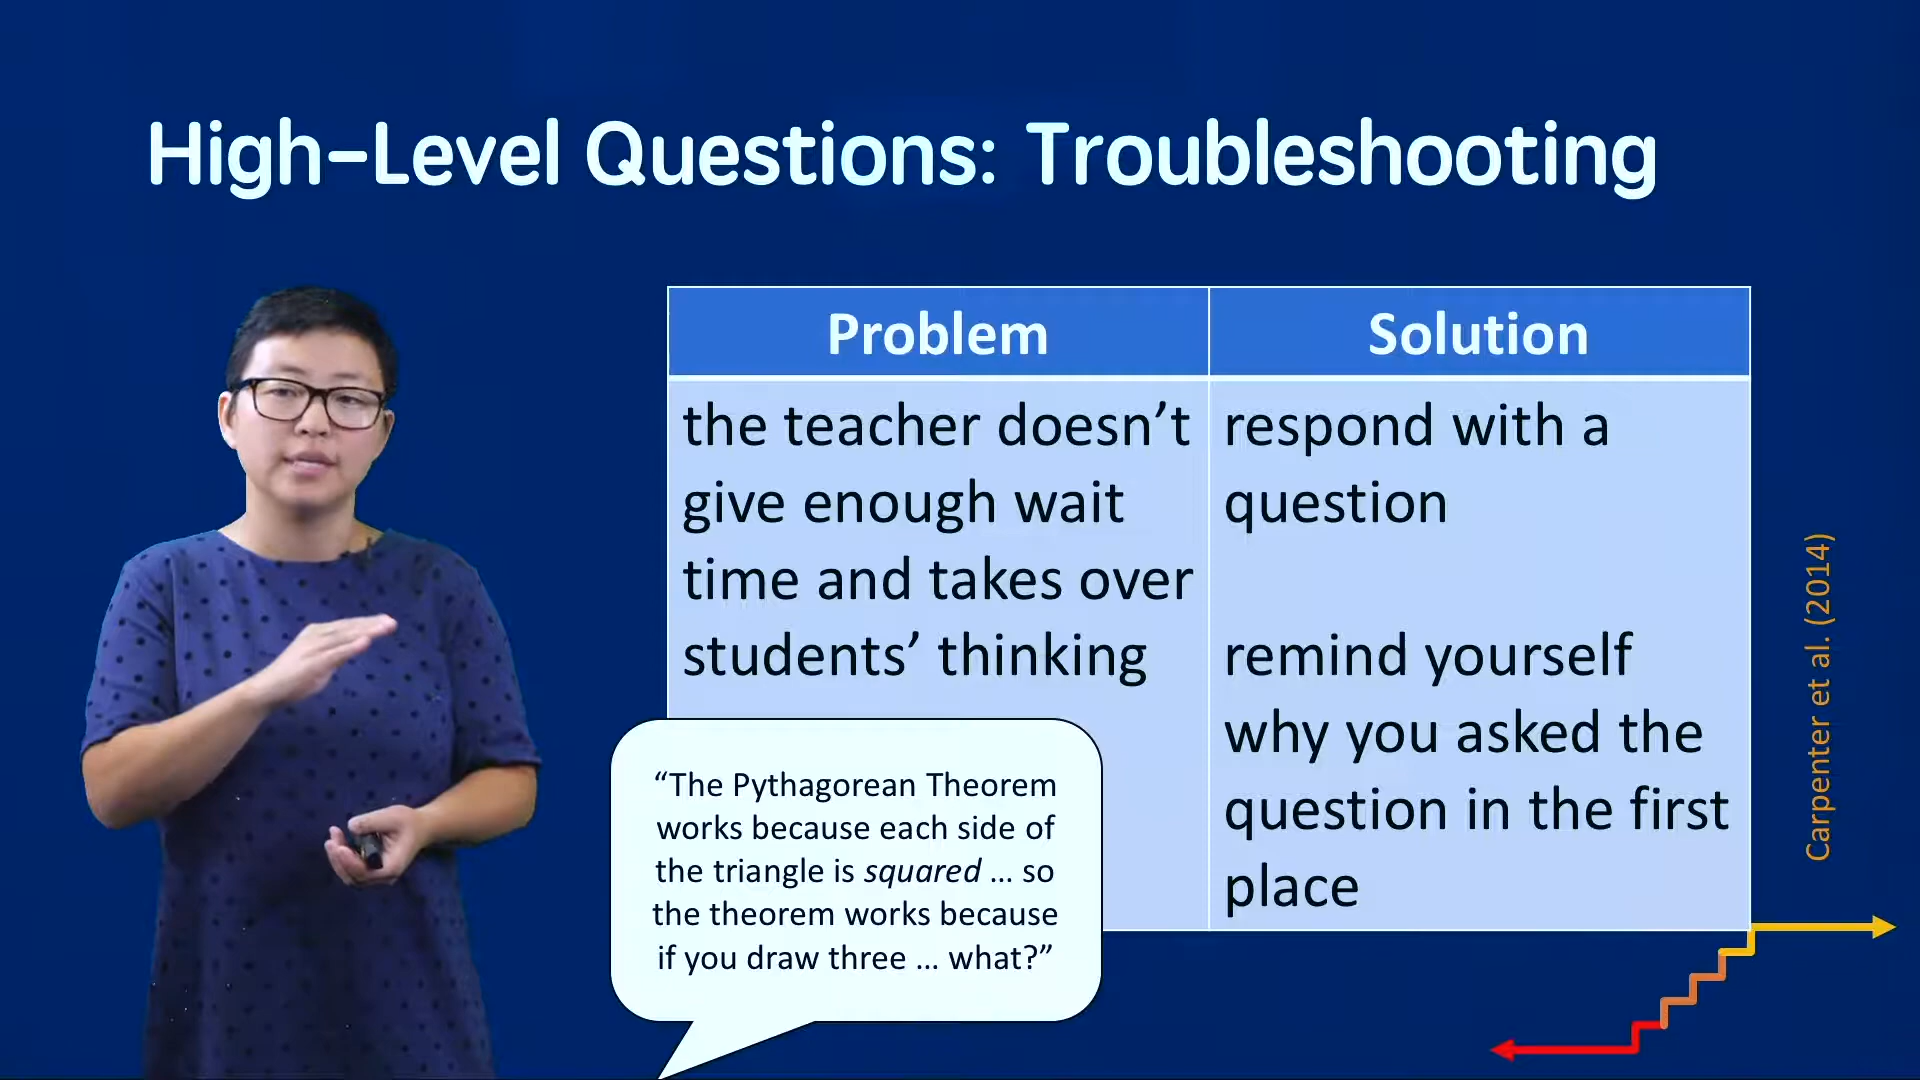 High-Level Questions: Troubleshooting
Problem
Solution
the teacher doesn’t
give enough wait
time and takes over
students’ thinking
respond with a
question
remind yourself
why you asked the
question in the first
place
“The Pythagorean Theorem
works because each side of
the triangle is squared ... so
the theorem works because
if you draw three ... what?”
Carpenter et al. (2014)